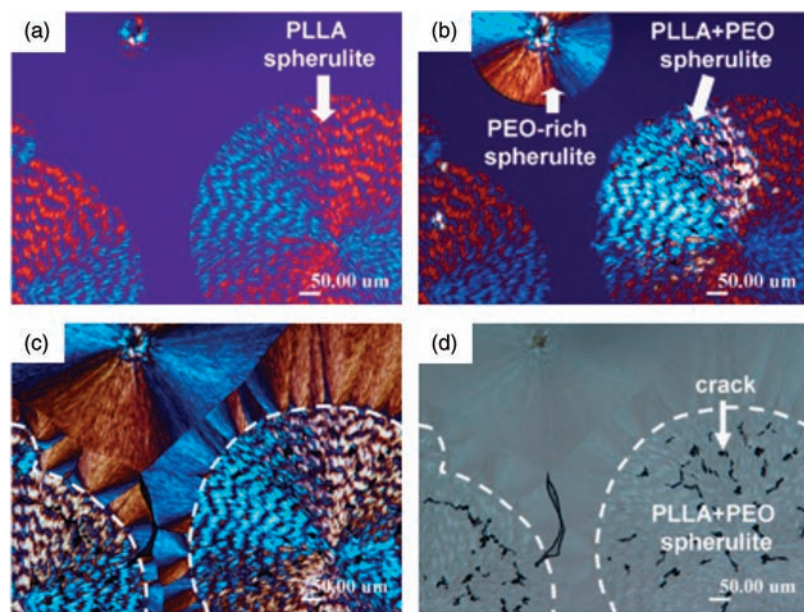 (a)
PLLA
spherulite
50.00 um
(b)
PLLA+PEO
spherulite
PEO-rich
spherulite
50.00 um
(c)
50.00 um
(d)
crack
PLLA+PEO
spherulite
50.00 um